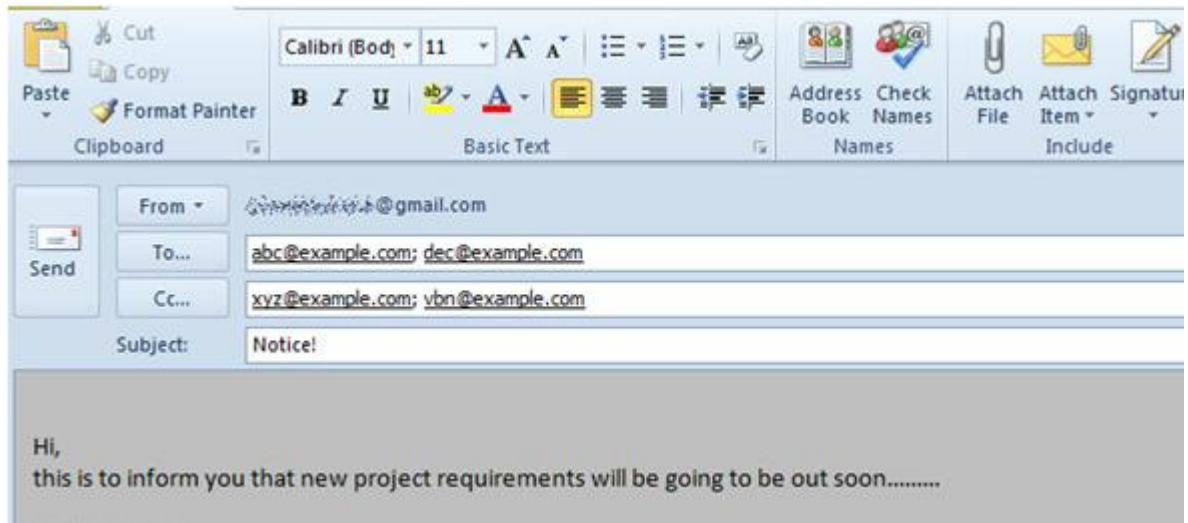 Cut
Copy
Paste
Format Painter
Clipboard
Calibri (Body
11
A A
B I U
A
Basic Text
Address Book
Check Names
Names
Attach File
Attach Item
Include
From
@gmail.com
Send
To...
abc@example.com; dec@example.com
Cc...
xyz@example.com; vbn@example.com
Subject:
Notice!
Hi,
this is to inform you that new project requirements will be going to be out soon.........